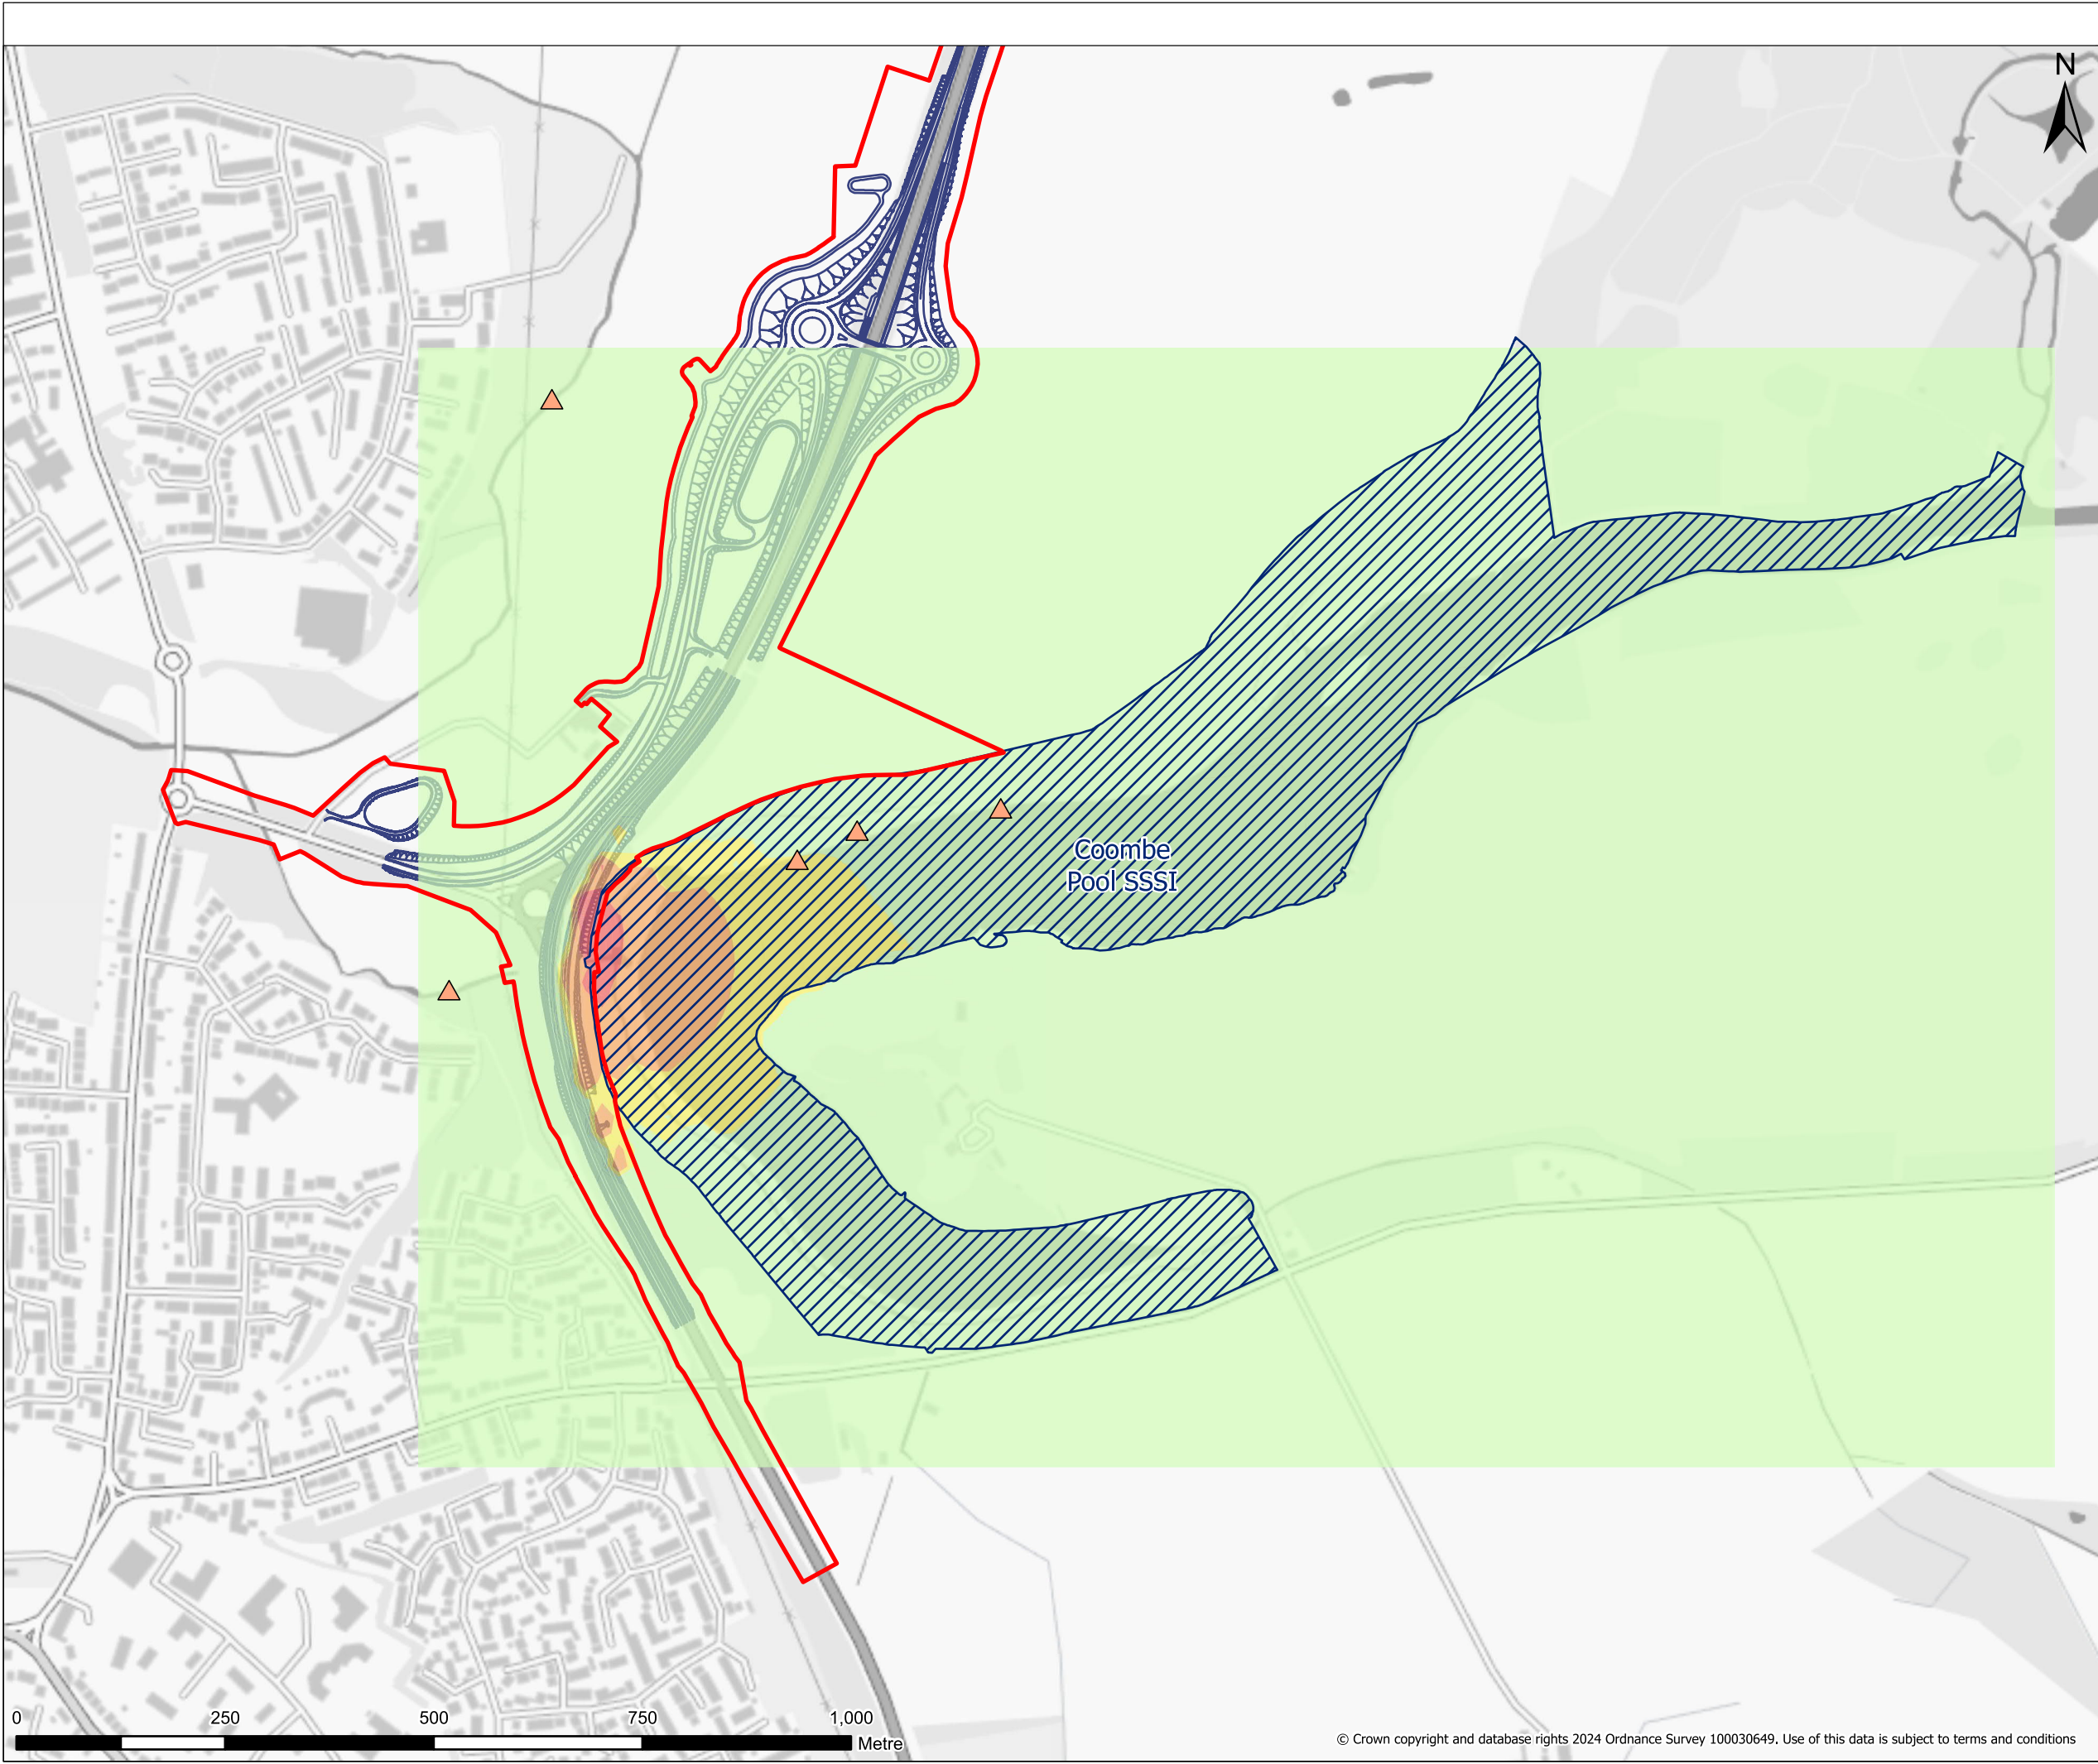 N
Coombe
Pool SSSI
0 250 500 750 1,000
Metre
© Crown copyright and database rights 2024 Ordnance Survey 100030649. Use of this data is subject to terms and conditions